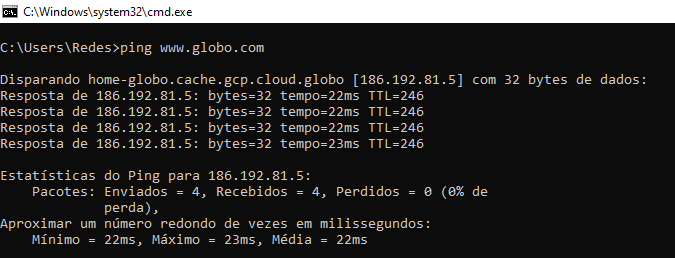 C:\Windows\system32\cmd.exe
C:\Users\Redes>ping www.globo.com
Disparando home-globo.cache.gcp.cloud.globo [186.192.81.5] com 32 bytes de dados:
Resposta de 186.192.81.5: bytes=32 tempo=22ms TTL=246
Resposta de 186.192.81.5: bytes=32 tempo=22ms TTL=246
Resposta de 186.192.81.5: bytes=32 tempo=22ms TTL=246
Resposta de 186.192.81.5: bytes=32 tempo=23ms TTL=246
Estatísticas do Ping para 186.192.81.5:
Pacotes: Enviados = 4, Recebidos = 4, Perdidos = 0 (0% de
perda),
Aproximar um número redondo de vezes em milissegundos:
Mínimo = 22ms, Máximo = 23ms, Média = 22ms